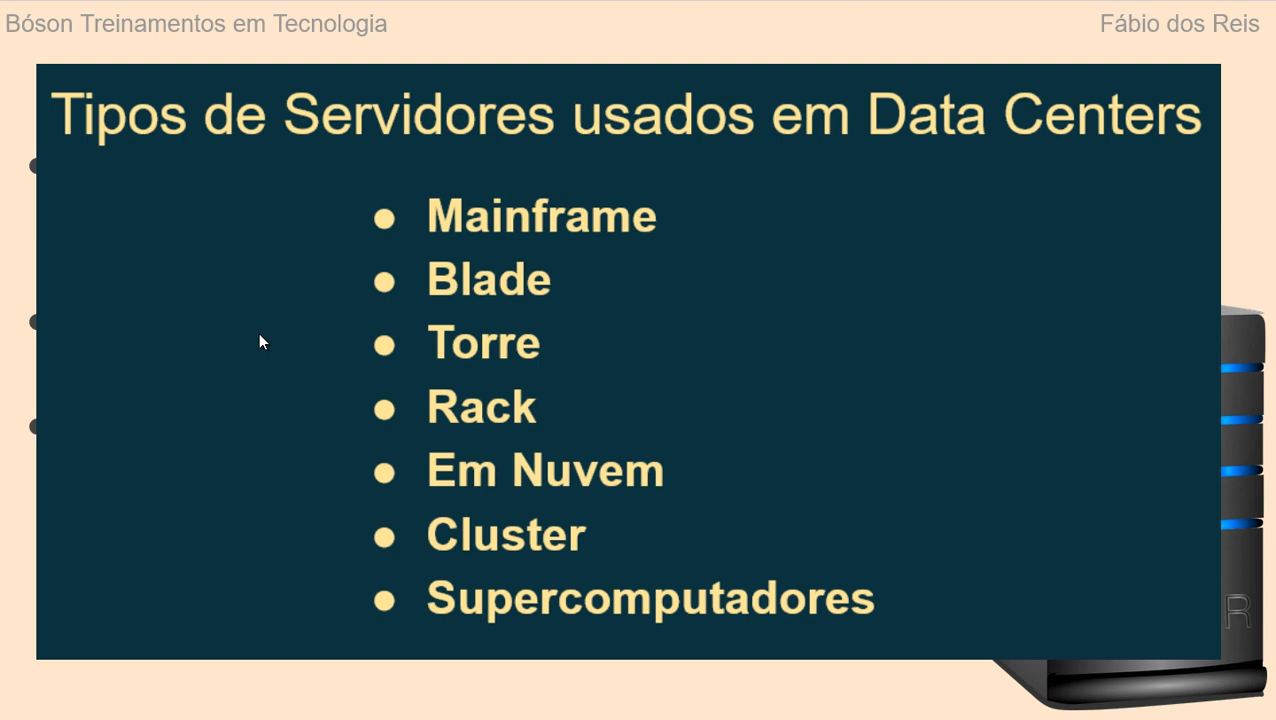 Bóson Treinamentos em Tecnologia
Fábio dos Reis
Tipos de Servidores usados em Data Centers
● Mainframe
● Blade
● Torre
● Rack
● Em Nuvem
● Cluster
● Supercomputadores
R